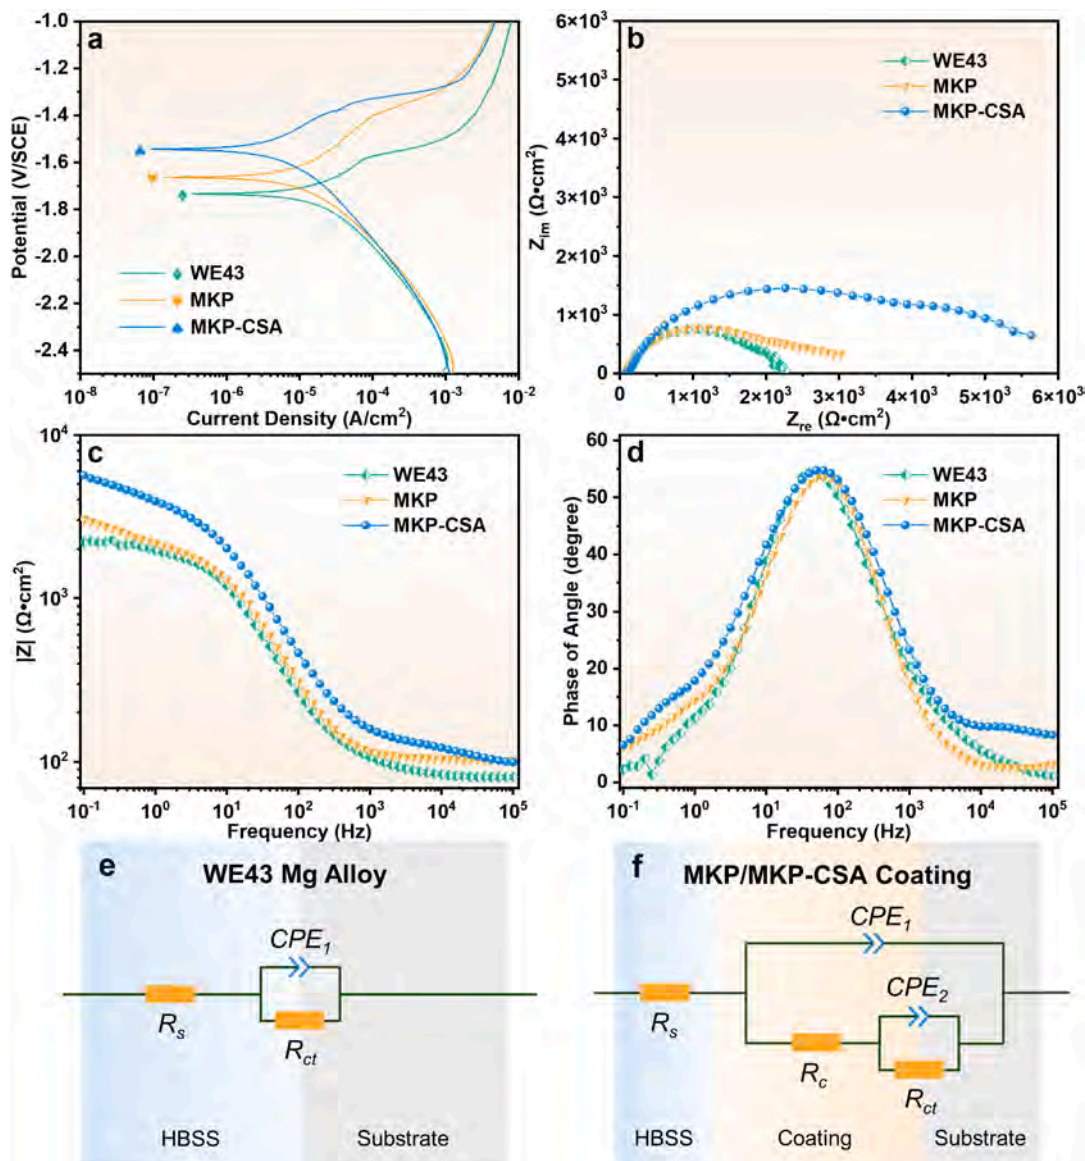 a
-1.0
-1.2
-1.4
-1.6
-1.8
-2.0
-2.2
-2.4
Potential (V/SCE)
WE43
MKP
MKP-CSA
10⁻⁸ 10⁻⁷ 10⁻⁶ 10⁻⁵ 10⁻⁴ 10⁻³ 10⁻²
Current Density (A/cm²)
b
6×10³
5×10³
4×10³
3×10³
2×10³
1×10³
0
Z_im (Ω•cm²)
WE43
MKP
MKP-CSA
0 1×10³ 2×10³ 3×10³ 4×10³ 5×10³ 6×10³
Z_re (Ω•cm²)
c
10⁴
10³
10²
|Z| (Ω•cm²)
WE43
MKP
MKP-CSA
10⁻¹ 10⁰ 10¹ 10² 10³ 10⁴ 10⁵
Frequency (Hz)
d
60
50
40
30
20
10
0
Phase of Angle (degree)
WE43
MKP
MKP-CSA
10⁻¹ 10⁰ 10¹ 10² 10³ 10⁴ 10⁵
Frequency (Hz)
e
WE43 Mg Alloy
CPE₁
R_s
R_ct
HBSS Substrate
f
MKP/MKP-CSA Coating
CPE₁
CPE₂
R_s
R_c
R_ct
HBSS Coating Substrate